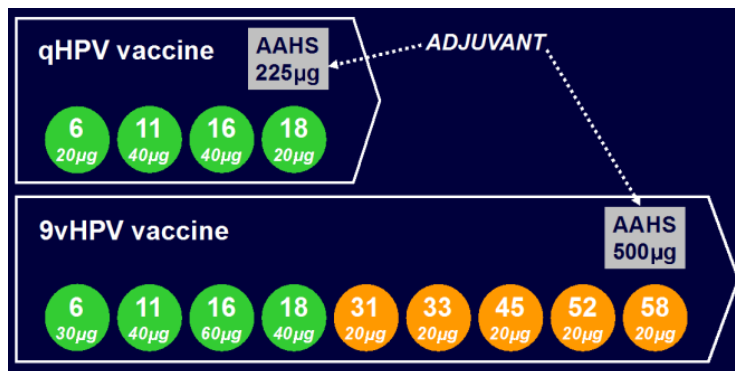 qHPV vaccine
AAHS
225µg
ADJUVANT
6 11 16 18
20µg 40µg 40µg 20µg
9vHPV vaccine
AAHS
500µg
6 11 16 18 31 33 45 52 58
30µg 40µg 60µg 40µg 20µg 20µg 20µg 20µg 20µg